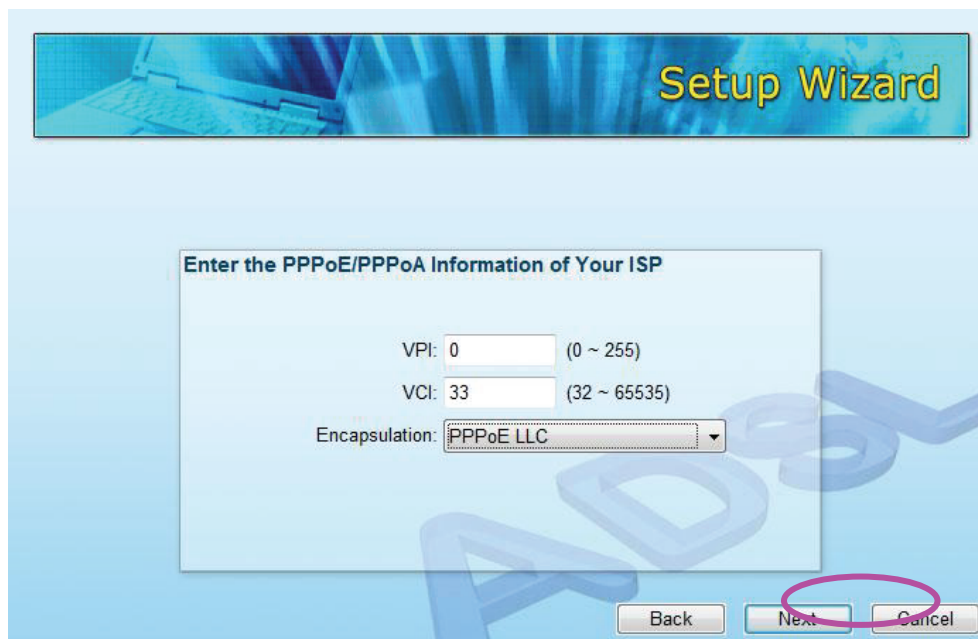 Setup Wizard
Enter the PPPoE/PPPoA Information of Your ISP
VPI: 0 (0 ~ 255)
VCI: 33 (32 ~ 65535)
Encapsulation: PPPoE LLC
ADSL
Back Next Cancel